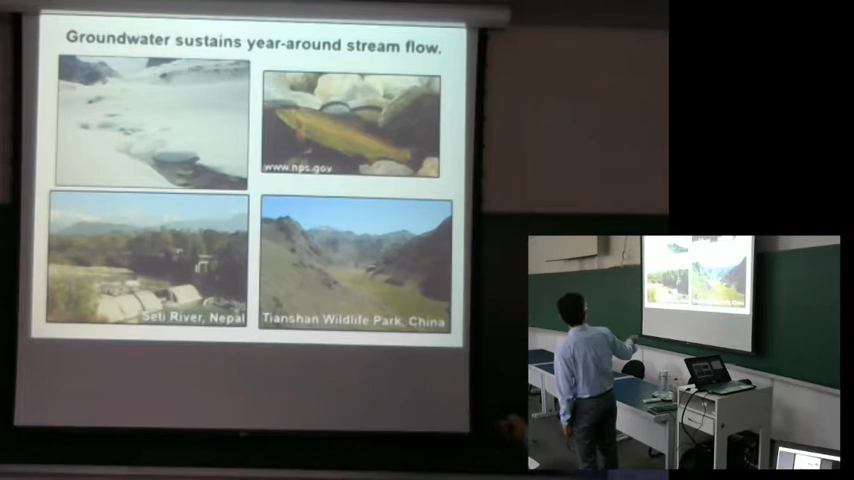 Groundwater sustains year-around stream flow.
www.nps.gov
Seti River, Nepal
Tianshan Wildlife Park, China